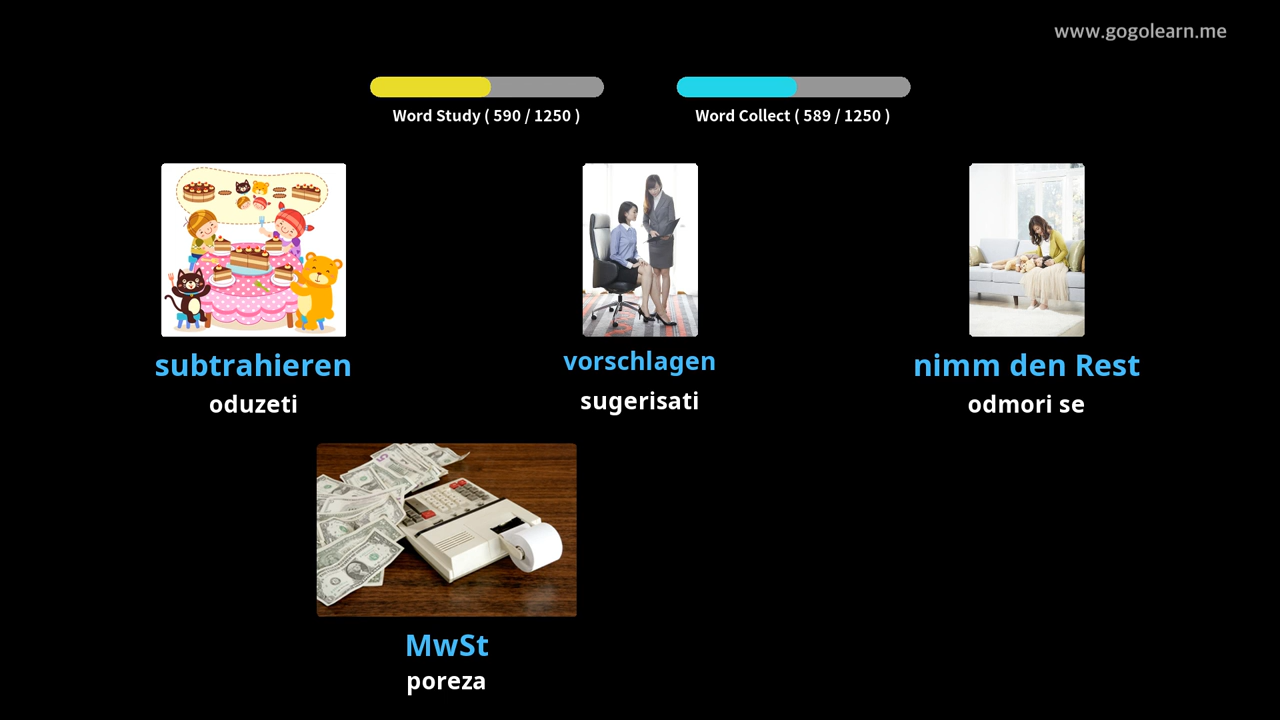 www.gogolearn.me
Word Study ( 590 / 1250 )
Word Collect ( 589 / 1250 )
subtrahieren
oduzeti
vorschlagen
sugerisati
nimm den Rest
odmori se
MwSt
poreza